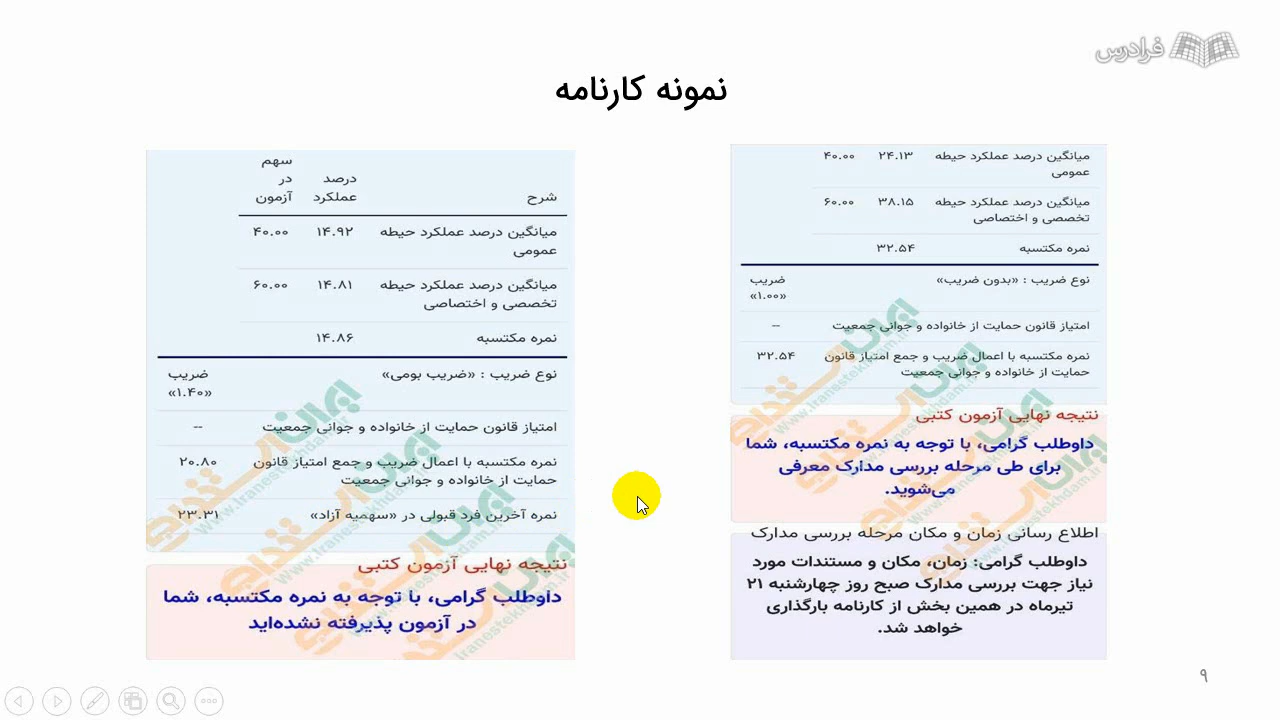 فرادرس
نمونه کارنامه
میانگین درصد عملکرد حیطه ۲۴.۱۳ ۴۰.۰۰
عمومی
میانگین درصد عملکرد حیطه ۳۸.۱۵ ۶۰.۰۰
تخصصی و اختصاصی
نمره مکتسبه ۳۲.۵۴
نوع ضریب : «بدون ضریب» ضریب
«۱.۰۰»
امتیاز قانون حمایت از خانواده و جوانی جمعیت --
نمره مکتسبه با اعمال ضریب و جمع امتیاز قانون ۳۲.۵۴
حمایت از خانواده و جوانی جمعیت
نتیجه نهایی آزمون کتبی
داوطلب گرامی، با توجه به نمره مکتسبه، شما
برای طی مرحله بررسی مدارک معرفی
می‌شوید.
اطلاع رسانی زمان و مکان مرحله بررسی مدارک
داوطلب گرامی: زمان، مکان و مستندات مورد
نیاز جهت بررسی مدارک صبح روز چهارشنبه ۲۱
تیرماه در همین بخش از کارنامه بارگذاری
خواهد شد.
سهم
درصد در
شرح عملکرد آزمون
میانگین درصد عملکرد حیطه ۱۴.۹۲ ۴۰.۰۰
عمومی
میانگین درصد عملکرد حیطه ۱۴.۸۱ ۶۰.۰۰
تخصصی و اختصاصی
نمره مکتسبه ۱۴.۸۶
نوع ضریب : «ضریب بومی» ضریب
«۱.۴۰»
امتیاز قانون حمایت از خانواده و جوانی جمعیت --
نمره مکتسبه با اعمال ضریب و جمع امتیاز قانون ۲۰.۸۰
حمایت از خانواده و جوانی جمعیت
نمره آخرین فرد قبولی در «سهمیه آزاد» ۲۳.۳۱
نتیجه نهایی آزمون کتبی
داوطلب گرامی، با توجه به نمره مکتسبه، شما
در آزمون پذیرفته نشده‌اید
ایران استخدام
www.Iranestekhdam.ir
۹